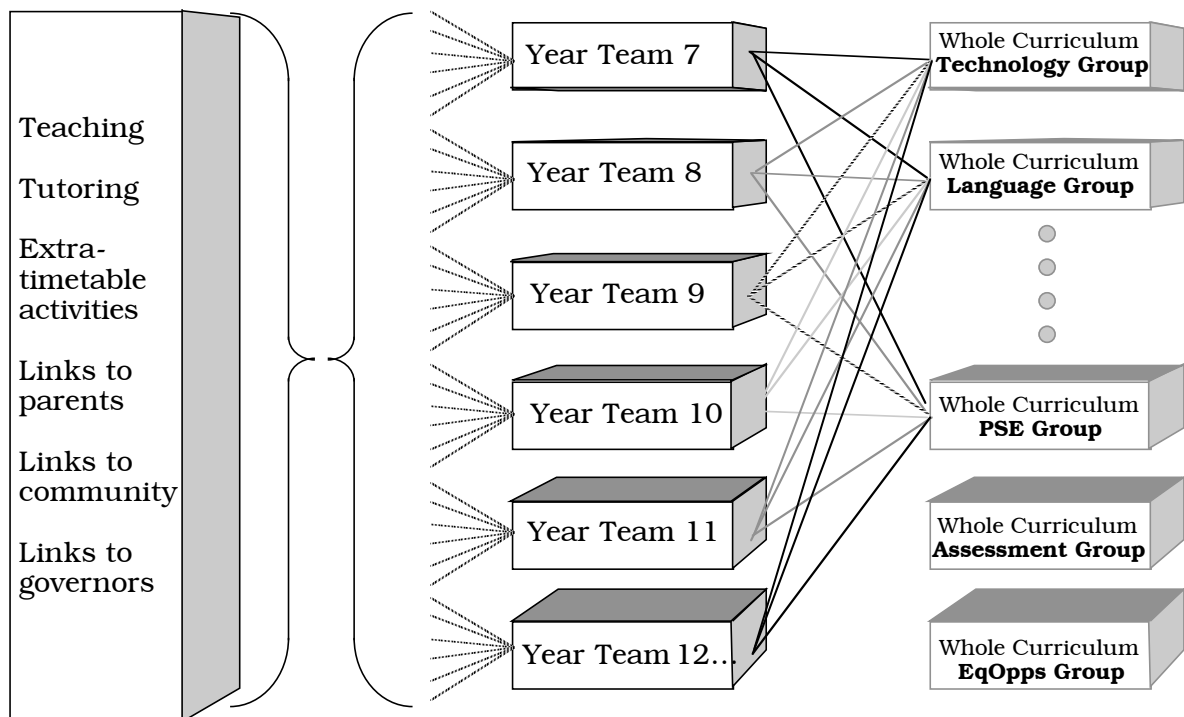 Teaching
Tutoring
Extra-
timetable
activities
Links to
parents
Links to
community
Links to
governors
Year Team 7
Year Team 8
Year Team 9
Year Team 10
Year Team 11
Year Team 12...
Whole Curriculum
Technology Group
Whole Curriculum
Language Group
Whole Curriculum
PSE Group
Whole Curriculum
Assessment Group
Whole Curriculum
EqOpps Group